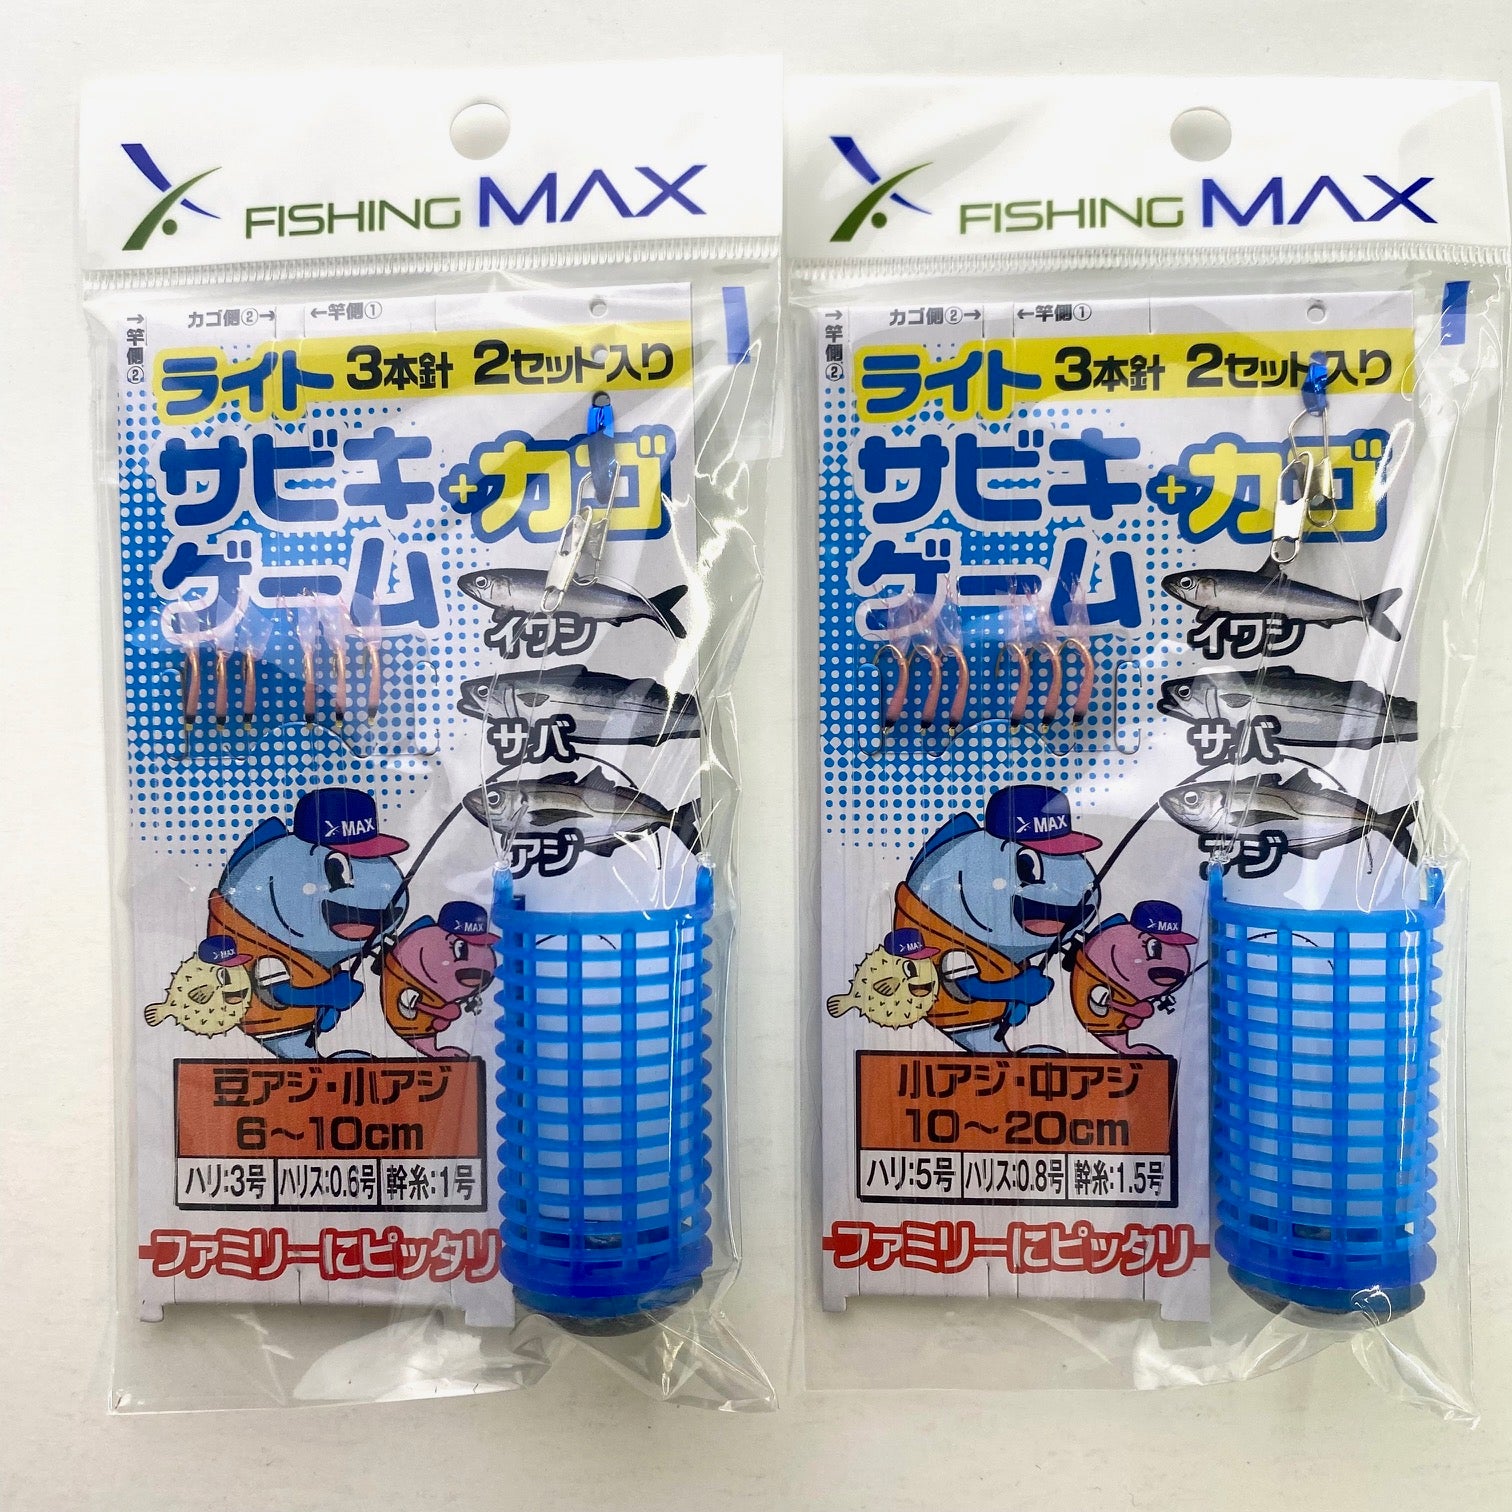 FISHING MAX
→竿側②
カゴ側②→ ←竿側①
ライト 3本針 2セット入り
サビキ+カゴ
ゲーム
イワシ
サバ
アジ
MAX
MAX
MAX
豆アジ・小アジ
6～10cm
ハリ:3号 ハリス:0.6号 幹糸:1号
ファミリーにピッタリ
FISHING MAX
→竿側②
カゴ側②→ ←竿側①
ライト 3本針 2セット入り
サビキ+カゴ
ゲーム
イワシ
サバ
アジ
MAX
MAX
MAX
小アジ・中アジ
10～20cm
ハリ:5号 ハリス:0.8号 幹糸:1.5号
ファミリーにピッタリ